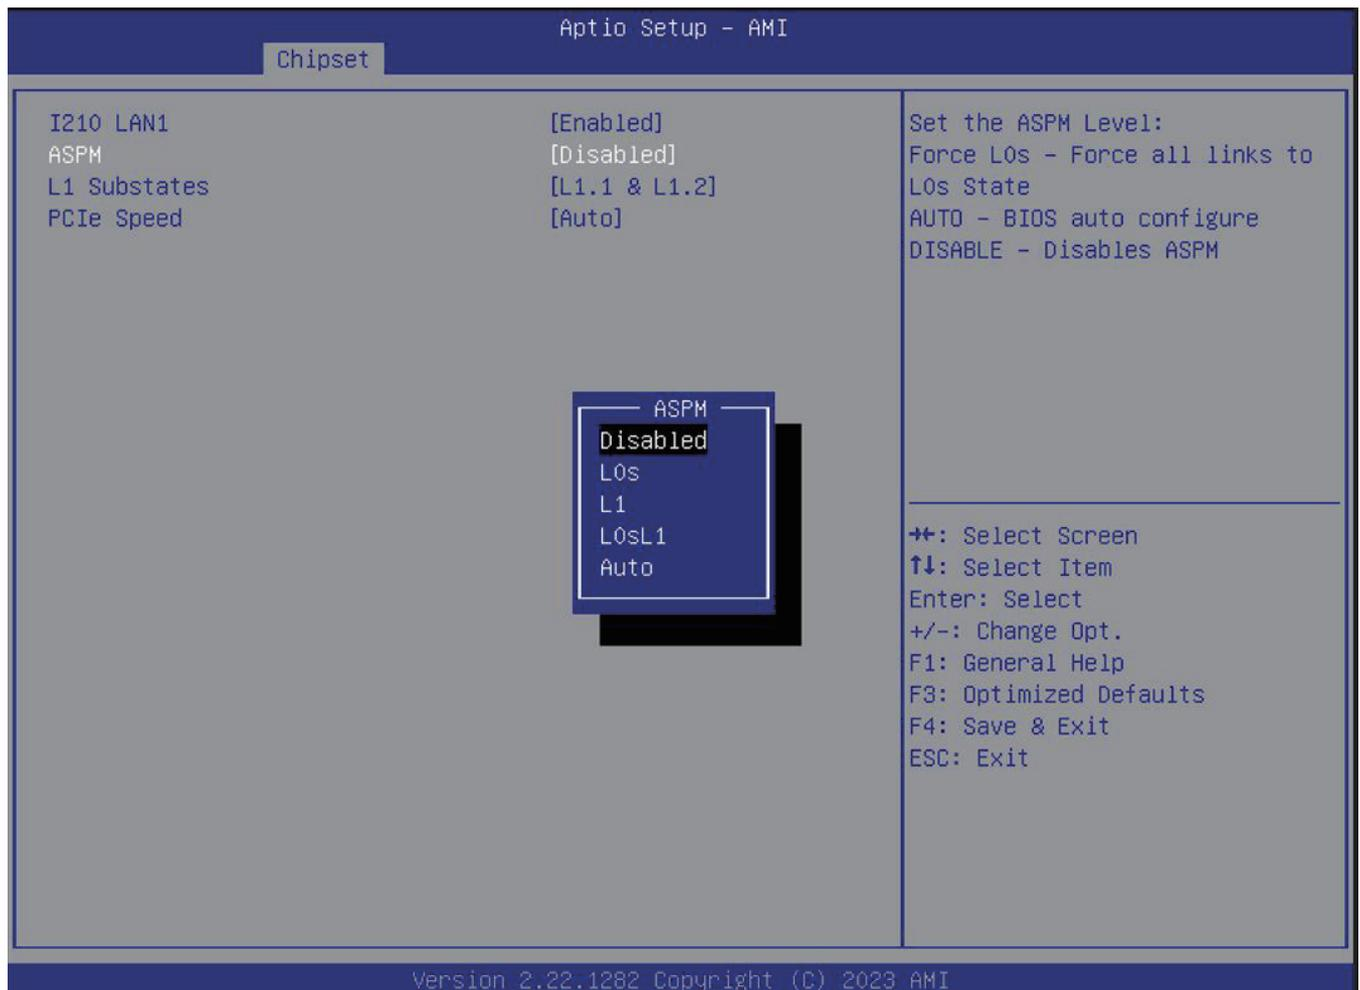 Aptio Setup – AMI
Chipset
I210 LAN1 [Enabled]
ASPM [Disabled]
L1 Substates [L1.1 & L1.2]
PCIe Speed [Auto]
Set the ASPM Level:
Force L0s – Force all links to
L0s State
AUTO – BIOS auto configure
DISABLE – Disables ASPM
ASPM
Disabled
L0s
L1
L0sL1
Auto
→←: Select Screen
↑↓: Select Item
Enter: Select
+/-: Change Opt.
F1: General Help
F3: Optimized Defaults
F4: Save & Exit
ESC: Exit
Version 2.22.1282 Copyright (C) 2023 AMI